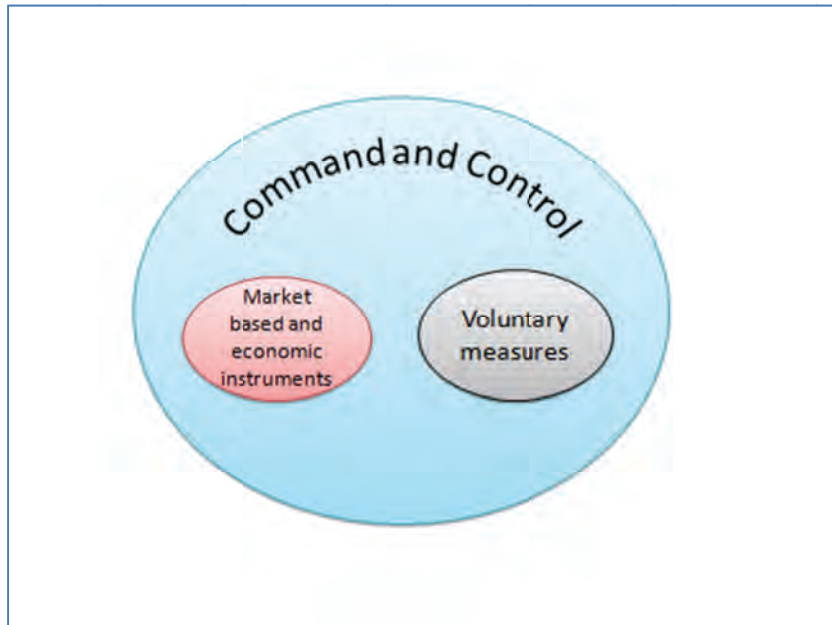 Command and Control
Market
based and
economic
instruments
Voluntary
measures